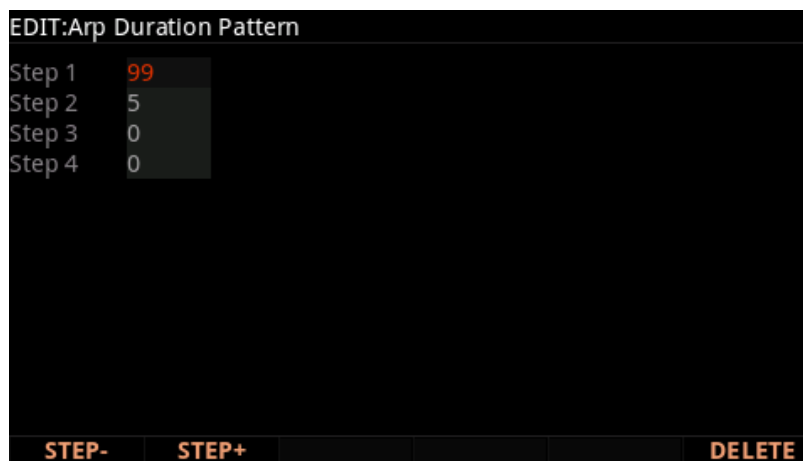 EDIT:Arp Duration Pattern
Step 1 99
Step 2 5
Step 3 0
Step 4 0
STEP- STEP+ DELETE